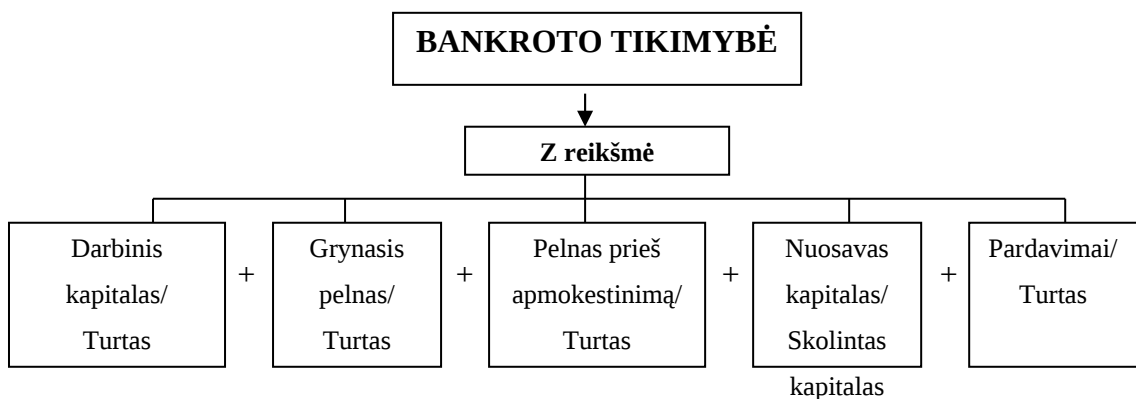 BANKROTO TIKIMYBĖ
Z reikšmė
Darbinis
kapitalas/
Turtas
+
Grynasis
pelnas/
Turtas
+
Pelnas prieš
apmokestinimą/
Turtas
+
Nuosavas
kapitalas/
Skolintas
kapitalas
+
Pardavimai/
Turtas